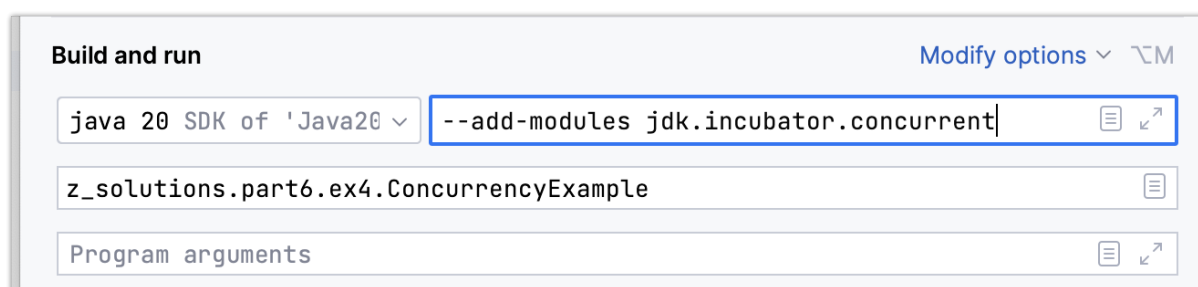 Build and run
Modify options ⌥M
java 20 SDK of 'Java20 --add-modules jdk.incubator.concurrent
z_solutions.part6.ex4.ConcurrencyExample
Program arguments